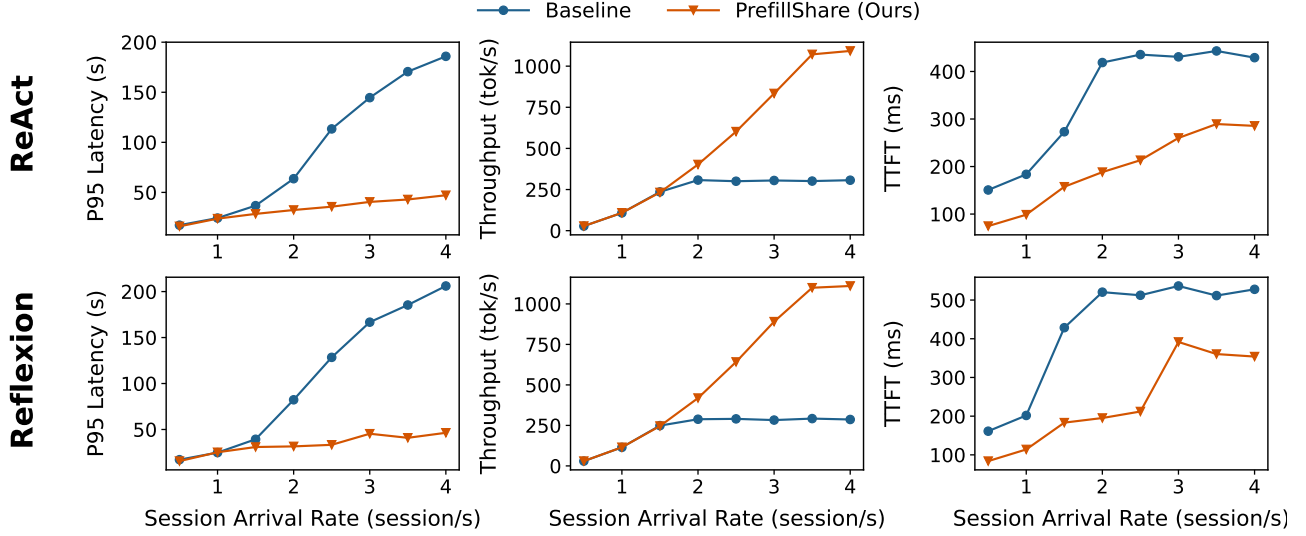 Baseline PrefillShare (Ours)
ReAct
P95 Latency (s)
200
150
100
50
1 2 3 4
Throughput (tok/s)
1000
750
500
250
0
1 2 3 4
TTFT (ms)
400
300
200
100
1 2 3 4
Reflexion
P95 Latency (s)
200
150
100
50
1 2 3 4
Session Arrival Rate (session/s)
Throughput (tok/s)
1000
750
500
250
0
1 2 3 4
Session Arrival Rate (session/s)
TTFT (ms)
500
400
300
200
100
1 2 3 4
Session Arrival Rate (session/s)